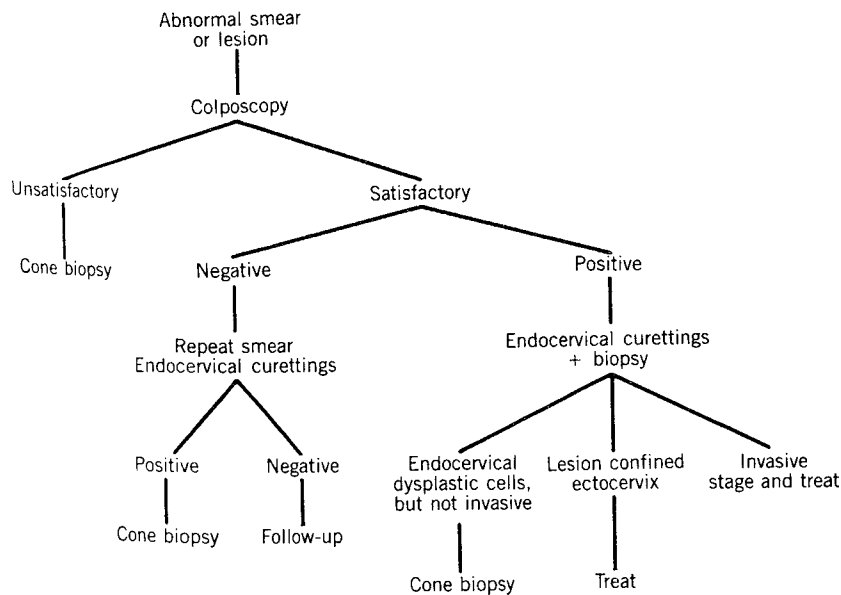 Abnormal smear
or lesion
Colposcopy
Unsatisfactory
Satisfactory
Cone biopsy
Negative
Positive
Repeat smear
Endocervical curettings
Endocervical curettings
+ biopsy
Positive
Negative
Endocervical
dysplastic cells,
but not invasive
Lesion confined
ectocervix
Invasive
stage and treat
Cone biopsy
Follow-up
Cone biopsy
Treat